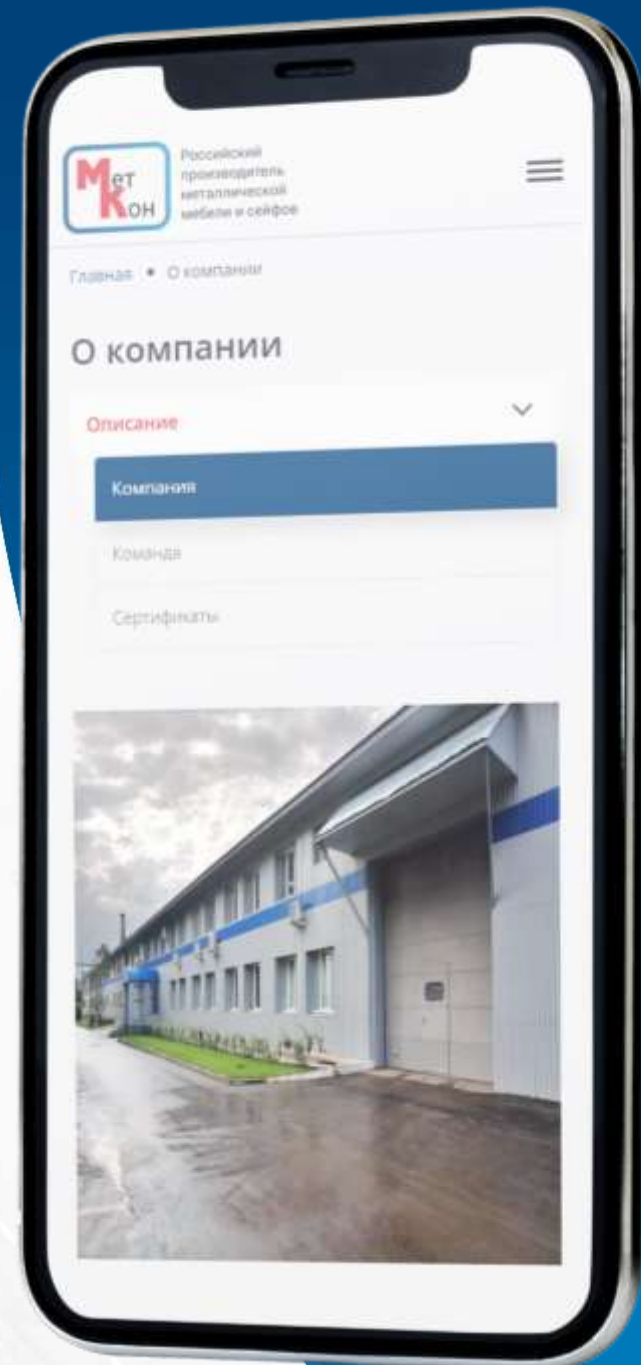 Мет
Кон
Российский
производитель
металлической
мебели и сейфов
Главная • О компании
О компании
Описание
Компания
Команда
Сертификаты